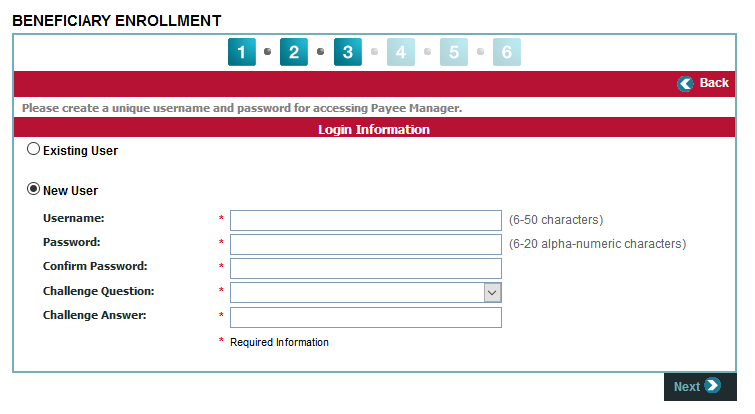 BENEFICIARY ENROLLMENT
1 2 3 4 5 6
Back
Please create a unique username and password for accessing Payee Manager.
Login Information
Existing User
New User
Username: * (6-50 characters)
Password: * (6-20 alpha-numeric characters)
Confirm Password: *
Challenge Question: *
Challenge Answer: *
* Required Information
Next